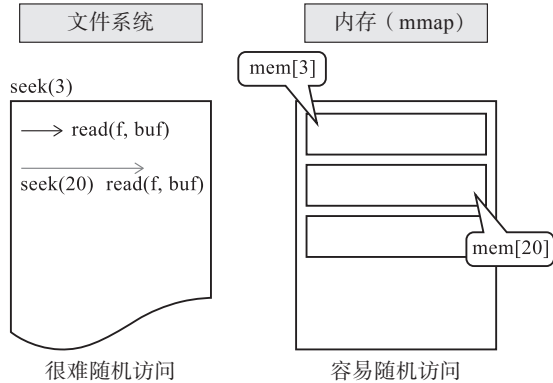 文件系统
内存（mmap）
mem[3]
seek(3)
read(f, buf)
seek(20) read(f, buf)
mem[20]
很难随机访问
容易随机访问